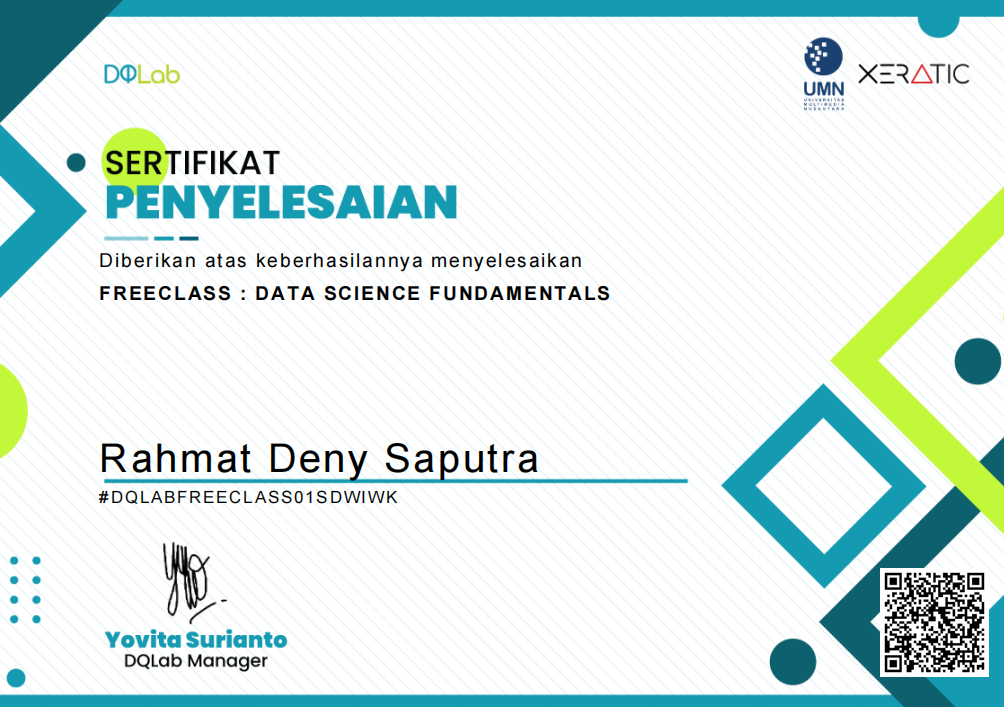 DQLab
UMN
UNIVERSITAS
MULTIMEDIA
NUSANTARA
XERATIC
SERTIFIKAT
PENYELESAIAN
Diberikan atas keberhasilannya menyelesaikan
FREECLASS : DATA SCIENCE FUNDAMENTALS
Rahmat Deny Saputra
#DQLABFREECLASS01SDWIWK
Yovita Surianto
DQLab Manager